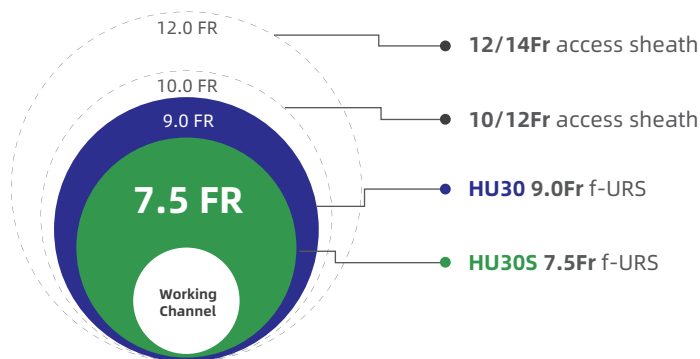 12.0 FR
12/14Fr access sheath
10.0 FR
10/12Fr access sheath
9.0 FR
7.5 FR
HU30 9.0Fr f-URS
HU30S 7.5Fr f-URS
Working
Channel